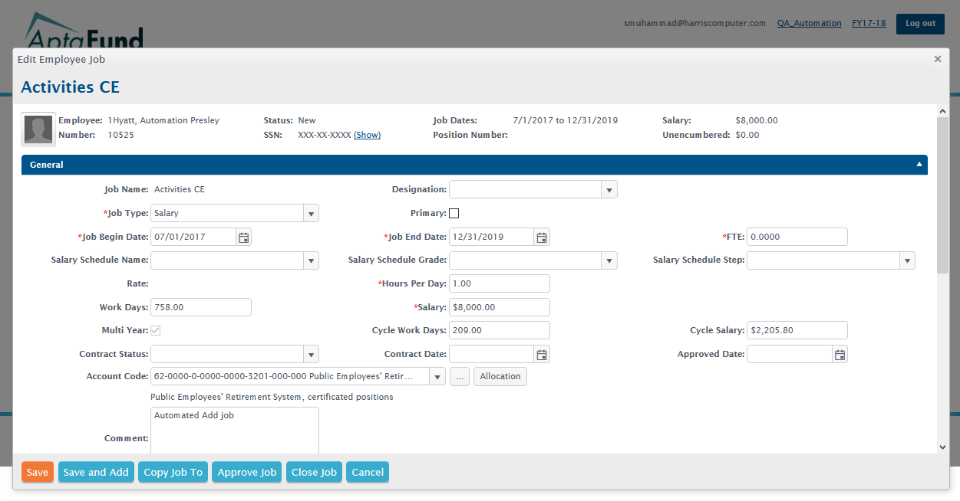 smuhammad@harriscomputer.com QA_Automation FY17-18 Log out
AptaFund
Edit Employee Job
Activities CE
Employee: 1Hyatt, Automation Presley Status: New Job Dates: 7/1/2017 to 12/31/2019 Salary: $8,000.00
Number: 10525 SSN: XXX-XX-XXXX (Show) Position Number: Unencumbered: $0.00
General
Job Name: Activities CE Designation:
*Job Type: Salary Primary:
*Job Begin Date: 07/01/2017 *Job End Date: 12/31/2019 *FTE: 0.0000
Salary Schedule Name: Salary Schedule Grade: Salary Schedule Step:
Rate: *Hours Per Day: 1.00
Work Days: 758.00 *Salary: $8,000.00
Multi Year: Cycle Work Days: 209.00 Cycle Salary: $2,205.80
Contract Status: Contract Date: Approved Date:
Account Code: 62-0000-0-0000-0000-3201-000-000 Public Employees' Retir... ... Allocation
Public Employees' Retirement System, certificated positions
Automated Add job
Comment:
Save Save and Add Copy Job To Approve Job Close Job Cancel